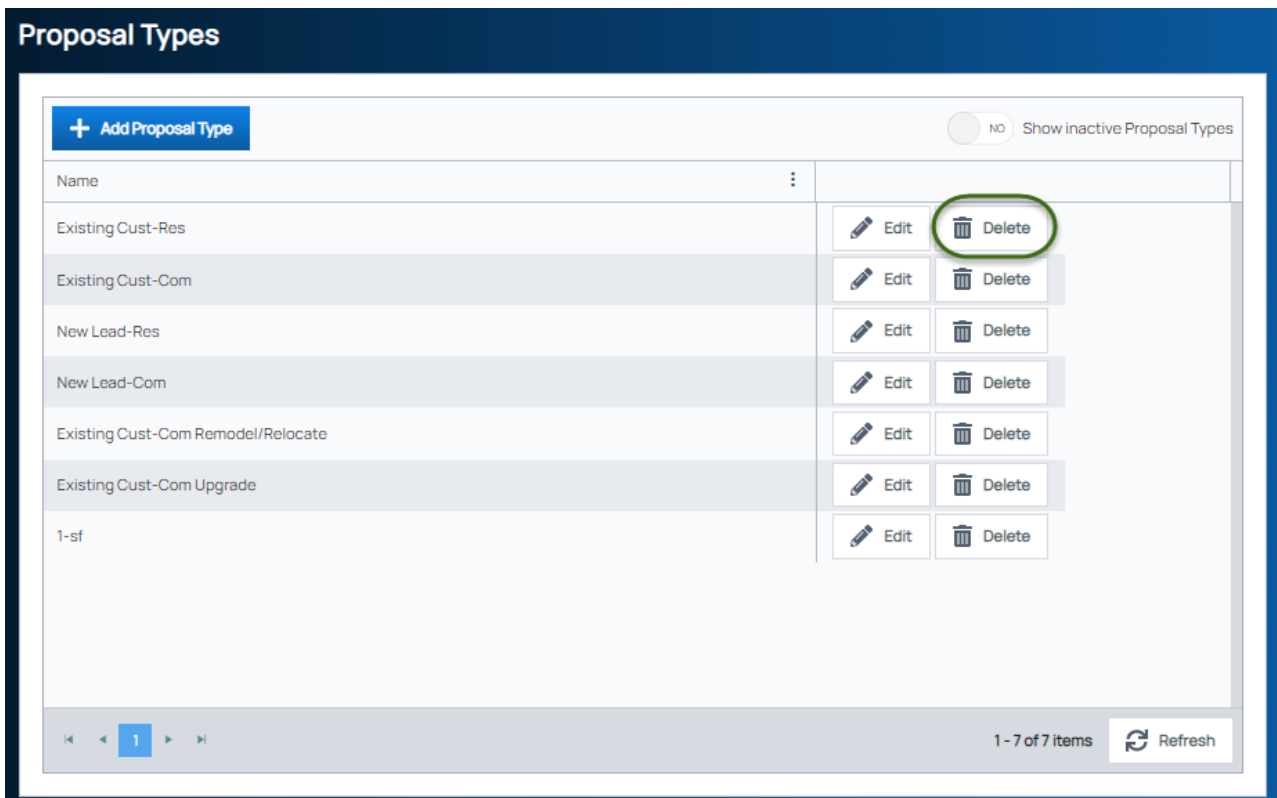 Proposal Types
Add Proposal Type NO Show inactive Proposal Types
Name
Existing Cust-Res Edit Delete
Existing Cust-Com Edit Delete
New Lead-Res Edit Delete
New Lead-Com Edit Delete
Existing Cust-Com Remodel/Relocate Edit Delete
Existing Cust-Com Upgrade Edit Delete
1-sf Edit Delete
1 1 - 7 of 7 items Refresh